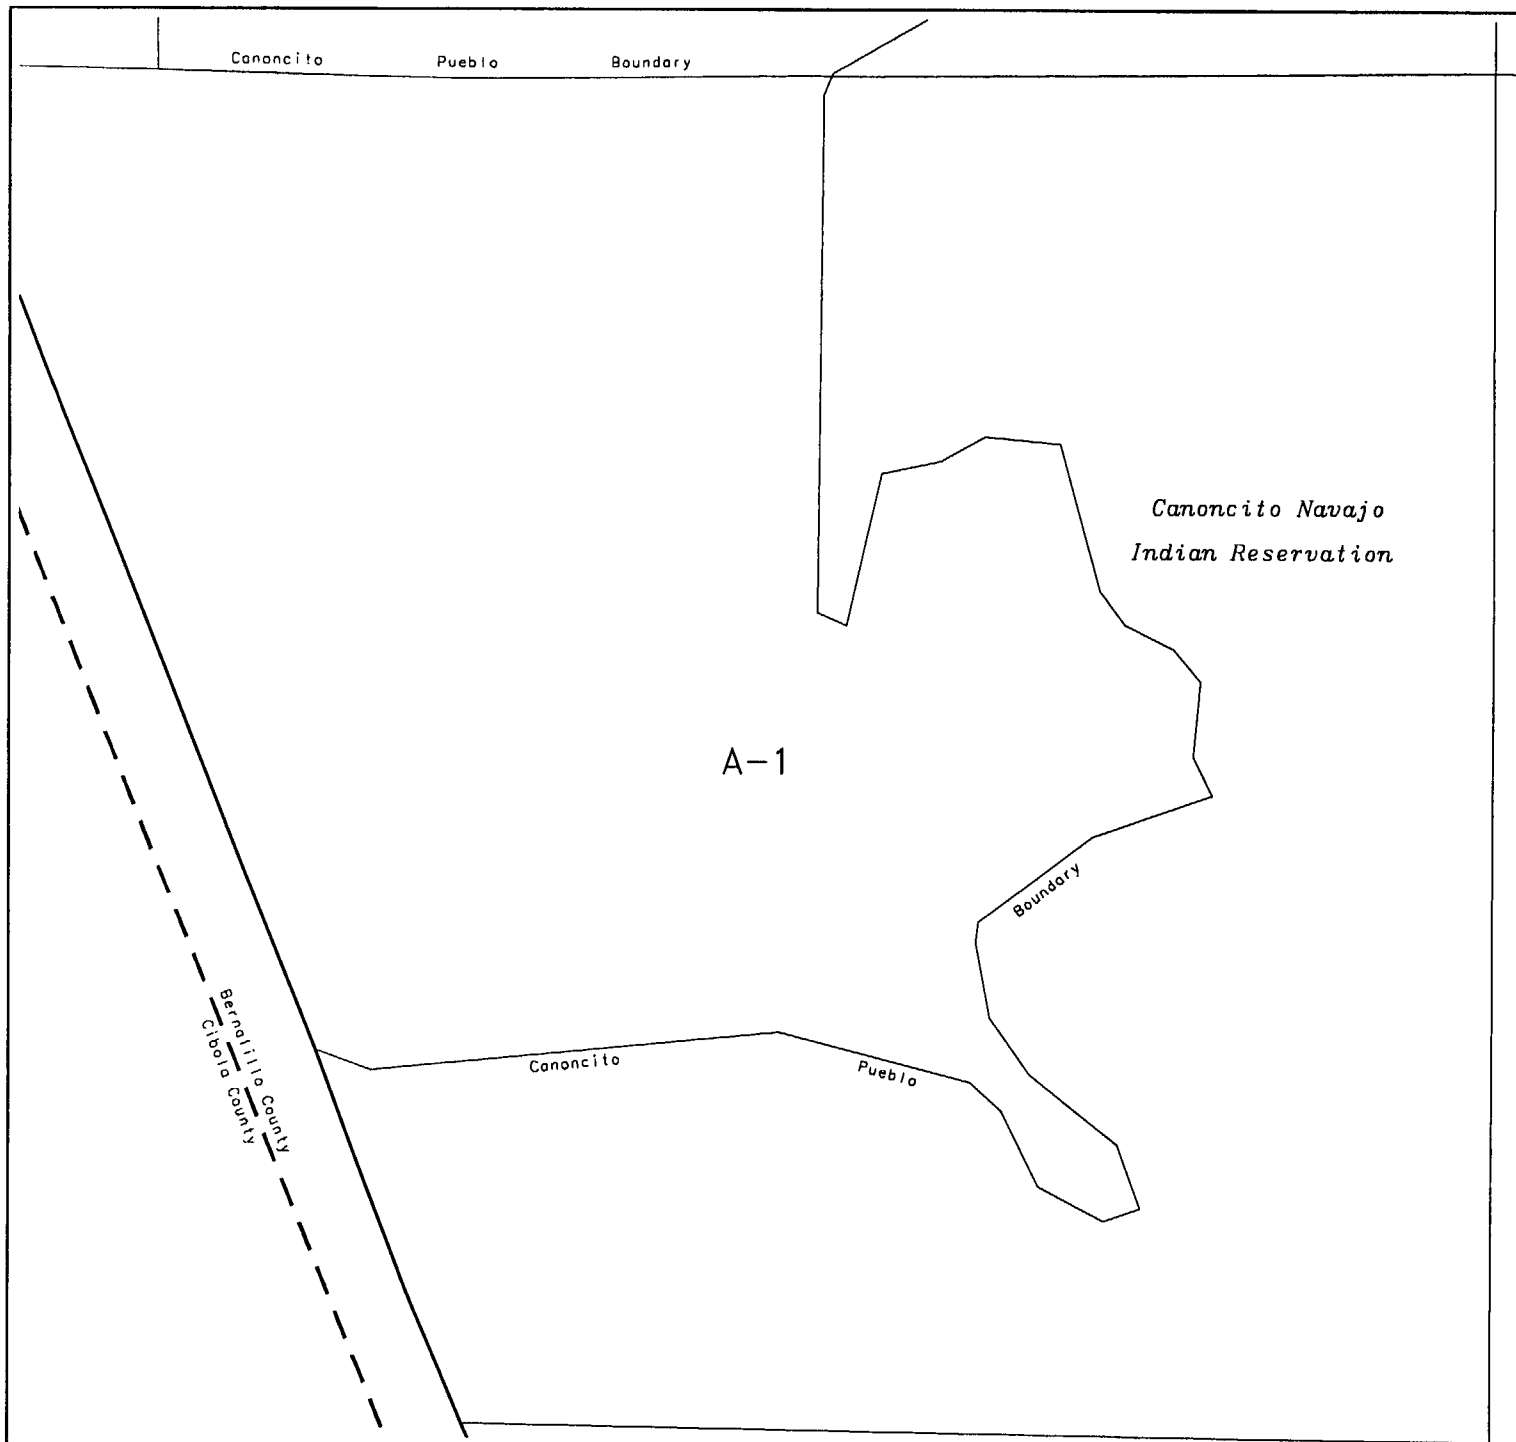 Canoncito Pueblo Boundary
Canoncito Navajo
Indian Reservation
A-1
Boundary
Bernalillo County
Cibola County
Canoncito
Pueblo